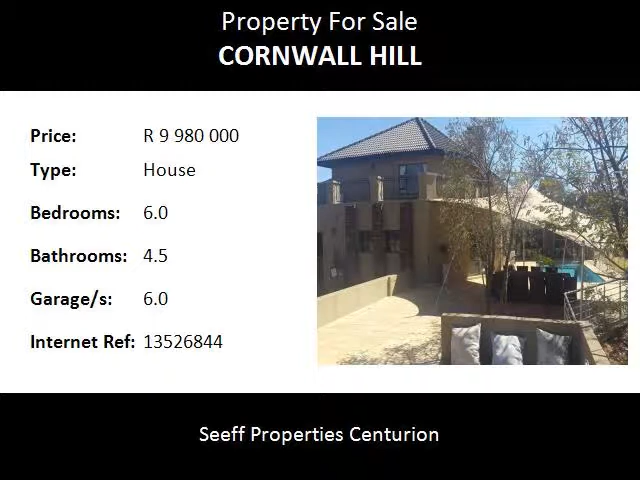 Property For Sale
CORNWALL HILL
Price: R 9 980 000
Type: House
Bedrooms: 6.0
Bathrooms: 4.5
Garage/s: 6.0
Internet Ref: 13526844
Seeff Properties Centurion